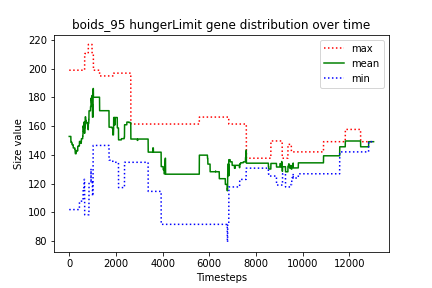 boids_95 hungerLimit gene distribution over time
max
mean
min
Size value
220
200
180
160
140
120
100
80
0 2000 4000 6000 8000 10000 12000
Timesteps